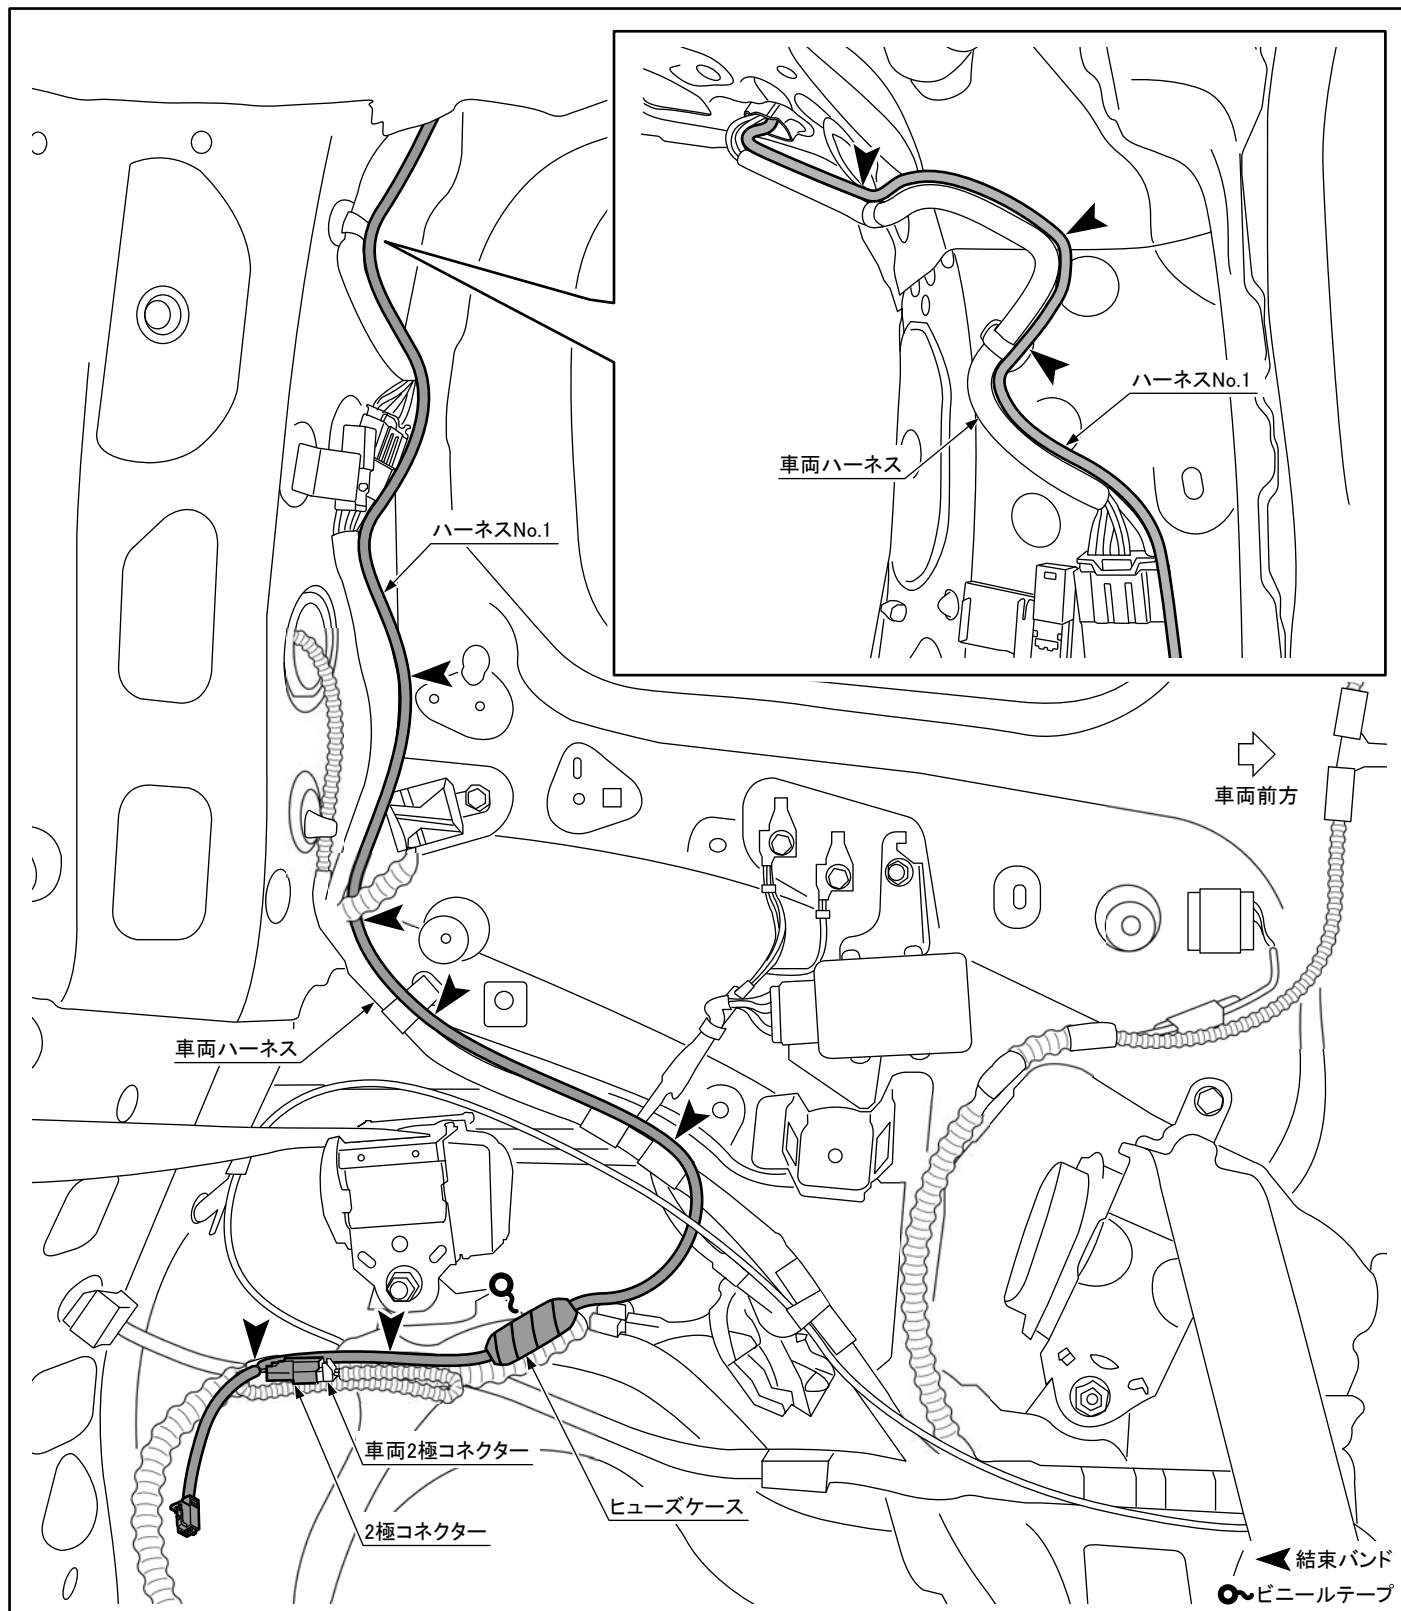 ハーネスNo.1
車両ハーネス
ハーネスNo.1
車両前方
車両ハーネス
車両2極コネクター
ヒューズケース
2極コネクター
結束バンド
ビニールテープ